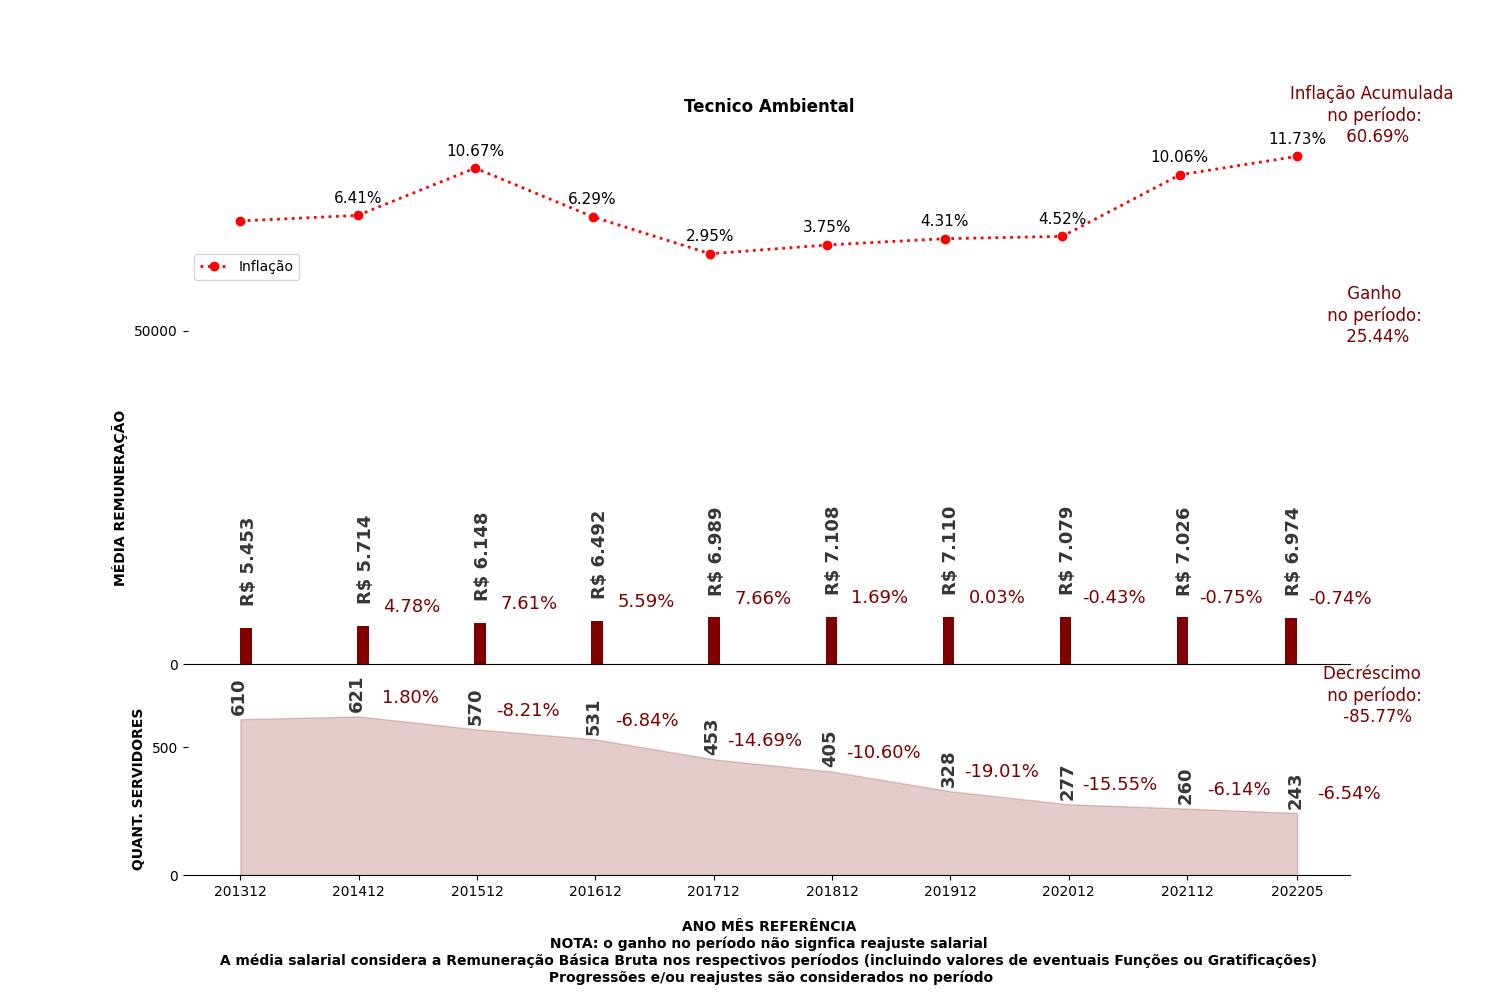 Tecnico Ambiental
Inflação Acumulada
no período:
60.69%
6.41%
10.67%
6.29%
2.95%
3.75%
4.31%
4.52%
10.06%
11.73%
Inflação
Ganho
no período:
25.44%
50000
0
MÉDIA REMUNERAÇÃO
R$ 5.453
R$ 5.714
R$ 6.148
R$ 6.492
R$ 6.989
R$ 7.108
R$ 7.110
R$ 7.079
R$ 7.026
R$ 6.974
4.78%
7.61%
5.59%
7.66%
1.69%
0.03%
-0.43%
-0.75%
-0.74%
Decréscimo
no período:
-85.77%
500
0
QUANT. SERVIDORES
610
621
570
531
453
405
328
277
260
243
1.80%
-8.21%
-6.84%
-14.69%
-10.60%
-19.01%
-15.55%
-6.14%
-6.54%
201312
201412
201512
201612
201712
201812
201912
202012
202112
202205
ANO MÊS REFERÊNCIA
NOTA: o ganho no período não signfica reajuste salarial
A média salarial considera a Remuneração Básica Bruta nos respectivos períodos (incluindo valores de eventuais Funções ou Gratificações)
Progressões e/ou reajustes são considerados no período